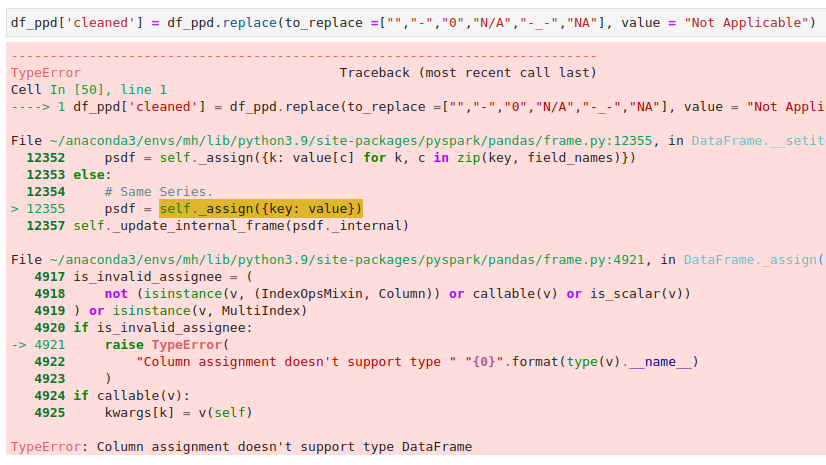 df_ppd['cleaned'] = df_ppd.replace(to_replace =["","-","0","N/A","-_-","NA"], value = "Not Applicable")
---------------------------------------------------------------------------
TypeError                                 Traceback (most recent call last)
Cell In [50], line 1
----> 1 df_ppd['cleaned'] = df_ppd.replace(to_replace =["","-","0","N/A","-_-","NA"], value = "Not Appli
File ~/anaconda3/envs/mh/lib/python3.9/site-packages/pyspark/pandas/frame.py:12355, in DataFrame.__setit
12352     psdf = self._assign({k: value[c] for k, c in zip(key, field_names)})
12353 else:
12354     # Same Series.
> 12355     psdf = self._assign({key: value})
12357 self._update_internal_frame(psdf._internal)
File ~/anaconda3/envs/mh/lib/python3.9/site-packages/pyspark/pandas/frame.py:4921, in DataFrame._assign(
4917 is_invalid_assignee = (
4918     not (isinstance(v, (IndexOpsMixin, Column)) or callable(v) or is_scalar(v))
4919 ) or isinstance(v, MultiIndex)
4920 if is_invalid_assignee:
-> 4921     raise TypeError(
4922         "Column assignment doesn't support type " "{0}".format(type(v).__name__)
4923     )
4924 if callable(v):
4925     kwargs[k] = v(self)
TypeError: Column assignment doesn't support type DataFrame